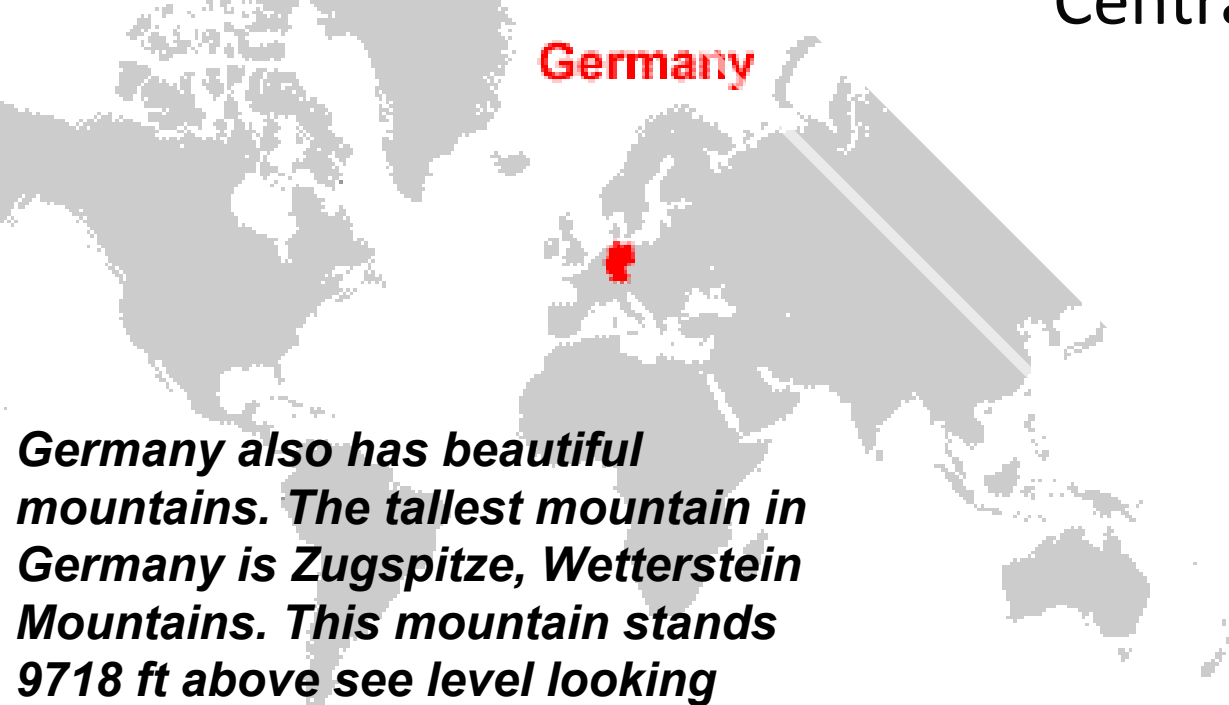 Centra
Germany
Germany also has beautiful
mountains. The tallest mountain in
Germany is Zugspitze, Wetterstein
Mountains. This mountain stands
9718 ft above see level looking